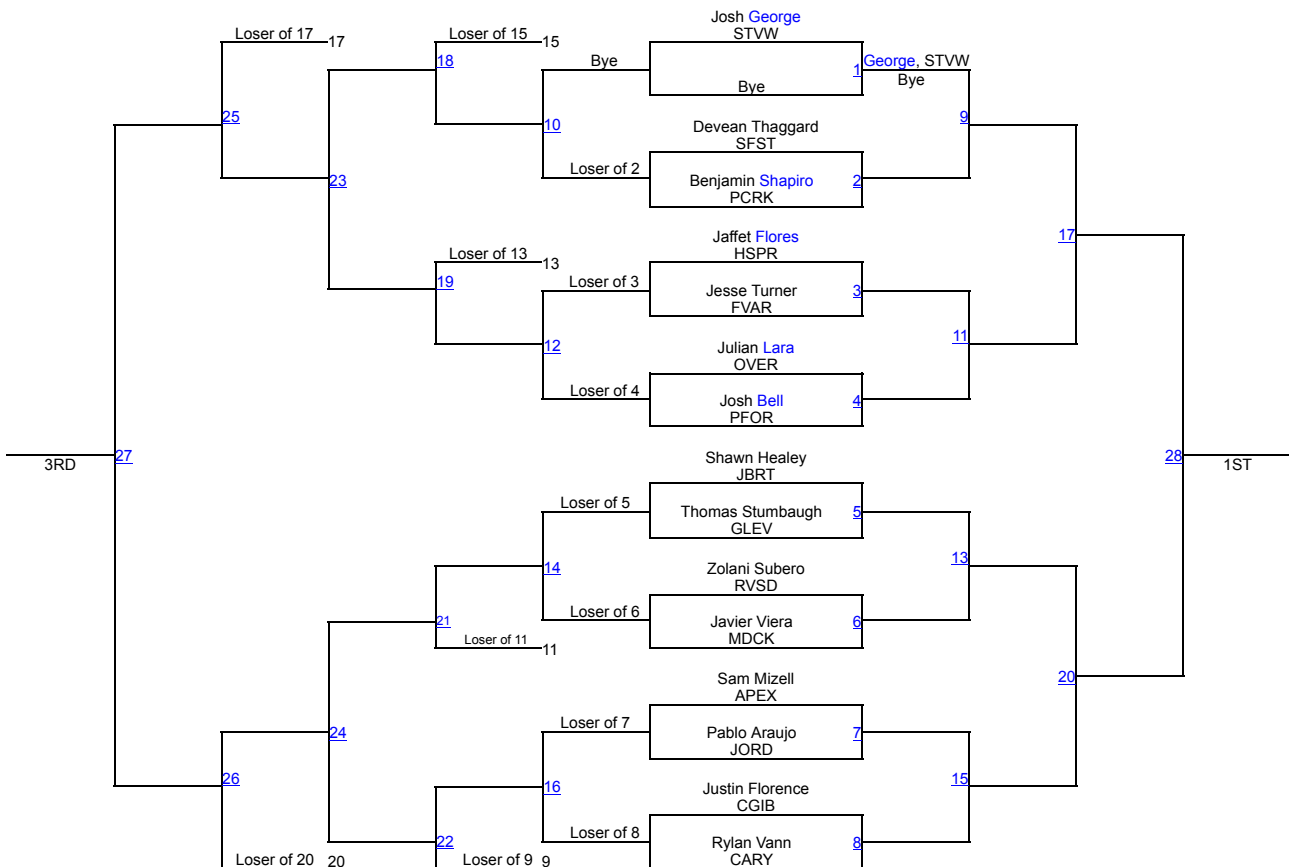 Josh George
STVW
Loser of 17
17
Loser of 15
15
18
Bye
1
George, STVW
Bye
Bye
25
10
9
Devean Thaggard
SFST
Loser of 2
Benjamin Shapiro
PCRK
2
23
Jaffet Flores
HSPR
17
Loser of 13
13
19
Loser of 3
Jesse Turner
FVAR
3
12
11
Julian Lara
OVER
Loser of 4
Josh Bell
PFOR
4
3RD
27
28
1ST
Shawn Healey
JBRT
Loser of 5
Thomas Stumbaugh
GLEV
5
14
13
Zolani Subero
RVSD
Loser of 6
Javier Viera
MDCK
6
21
Loser of 11
11
20
Sam Mizell
APEX
Loser of 7
Pablo Araujo
JORD
7
24
26
16
15
Justin Florence
CGIB
Loser of 8
Rylan Vann
CARY
8
22
Loser of 20
20
Loser of 9
9